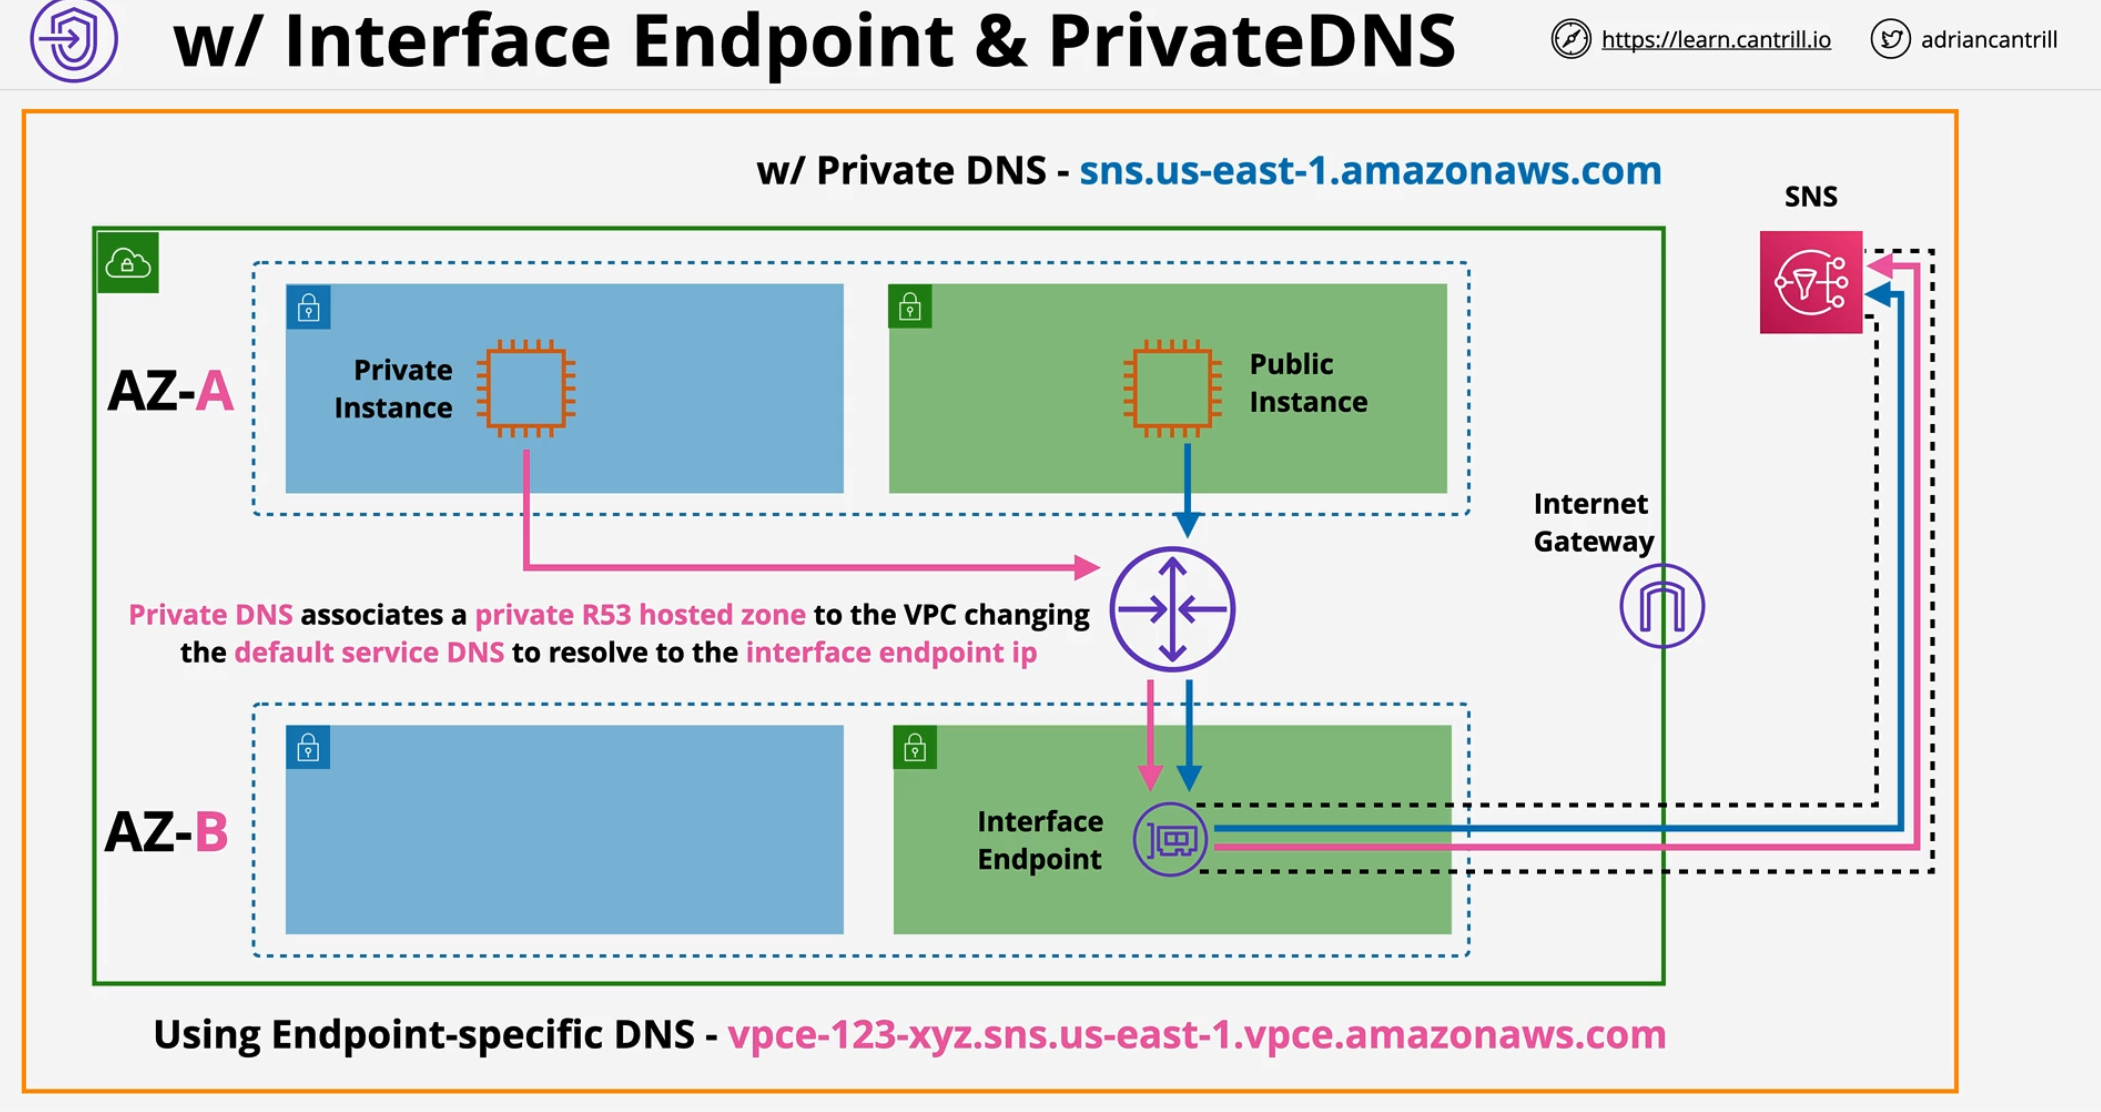 w/ Interface Endpoint & PrivateDNS
https://learn.cantrill.io
adriancantrill
w/ Private DNS - sns.us-east-1.amazonaws.com
SNS
AZ-A
Private
Instance
Public
Instance
Internet
Gateway
Private DNS associates a private R53 hosted zone to the VPC changing
the default service DNS to resolve to the interface endpoint ip
AZ-B
Interface
Endpoint
Using Endpoint-specific DNS - vpce-123-xyz.sns.us-east-1.vpce.amazonaws.com